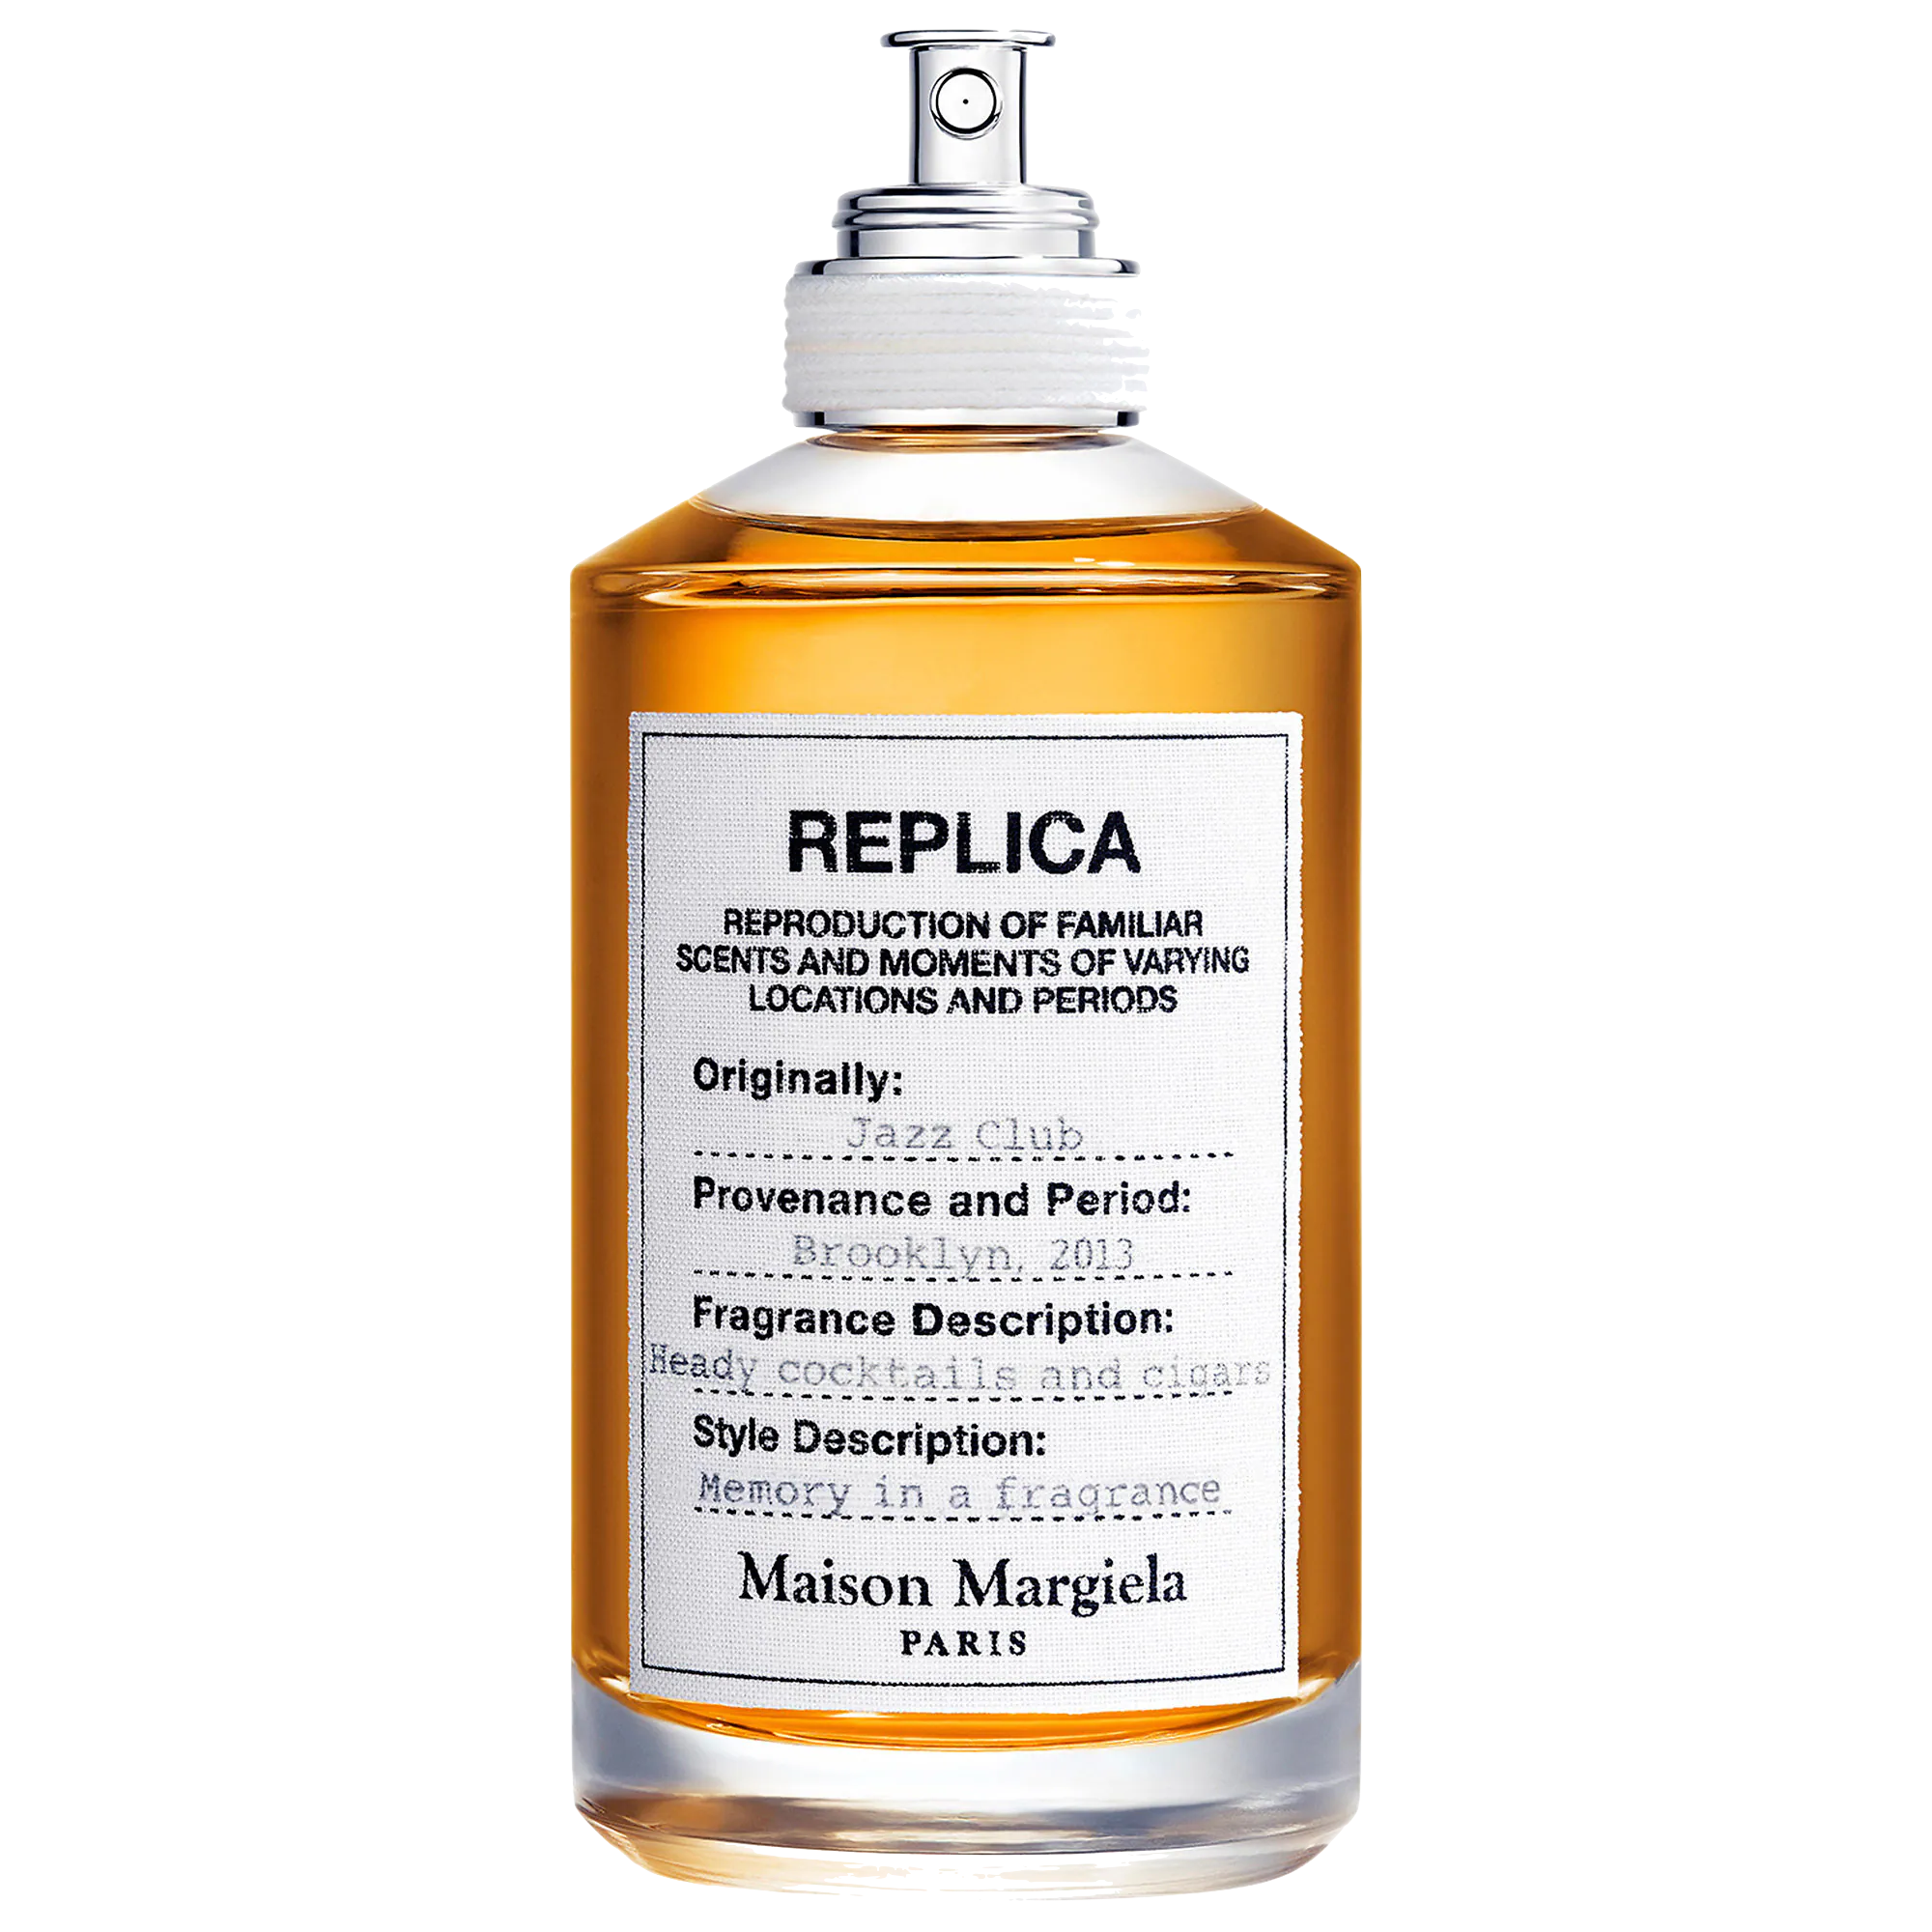 REPLICA
REPRODUCTION OF FAMILIAR
SCENTS AND MOMENTS OF VARYING
LOCATIONS AND PERIODS
Originally:
Jazz Club
Provenance and Period:
Brooklyn, 2013
Fragrance Description:
Heady cocktails and cigars
Style Description:
Memory in a fragrance
Maison Margiela
PARIS